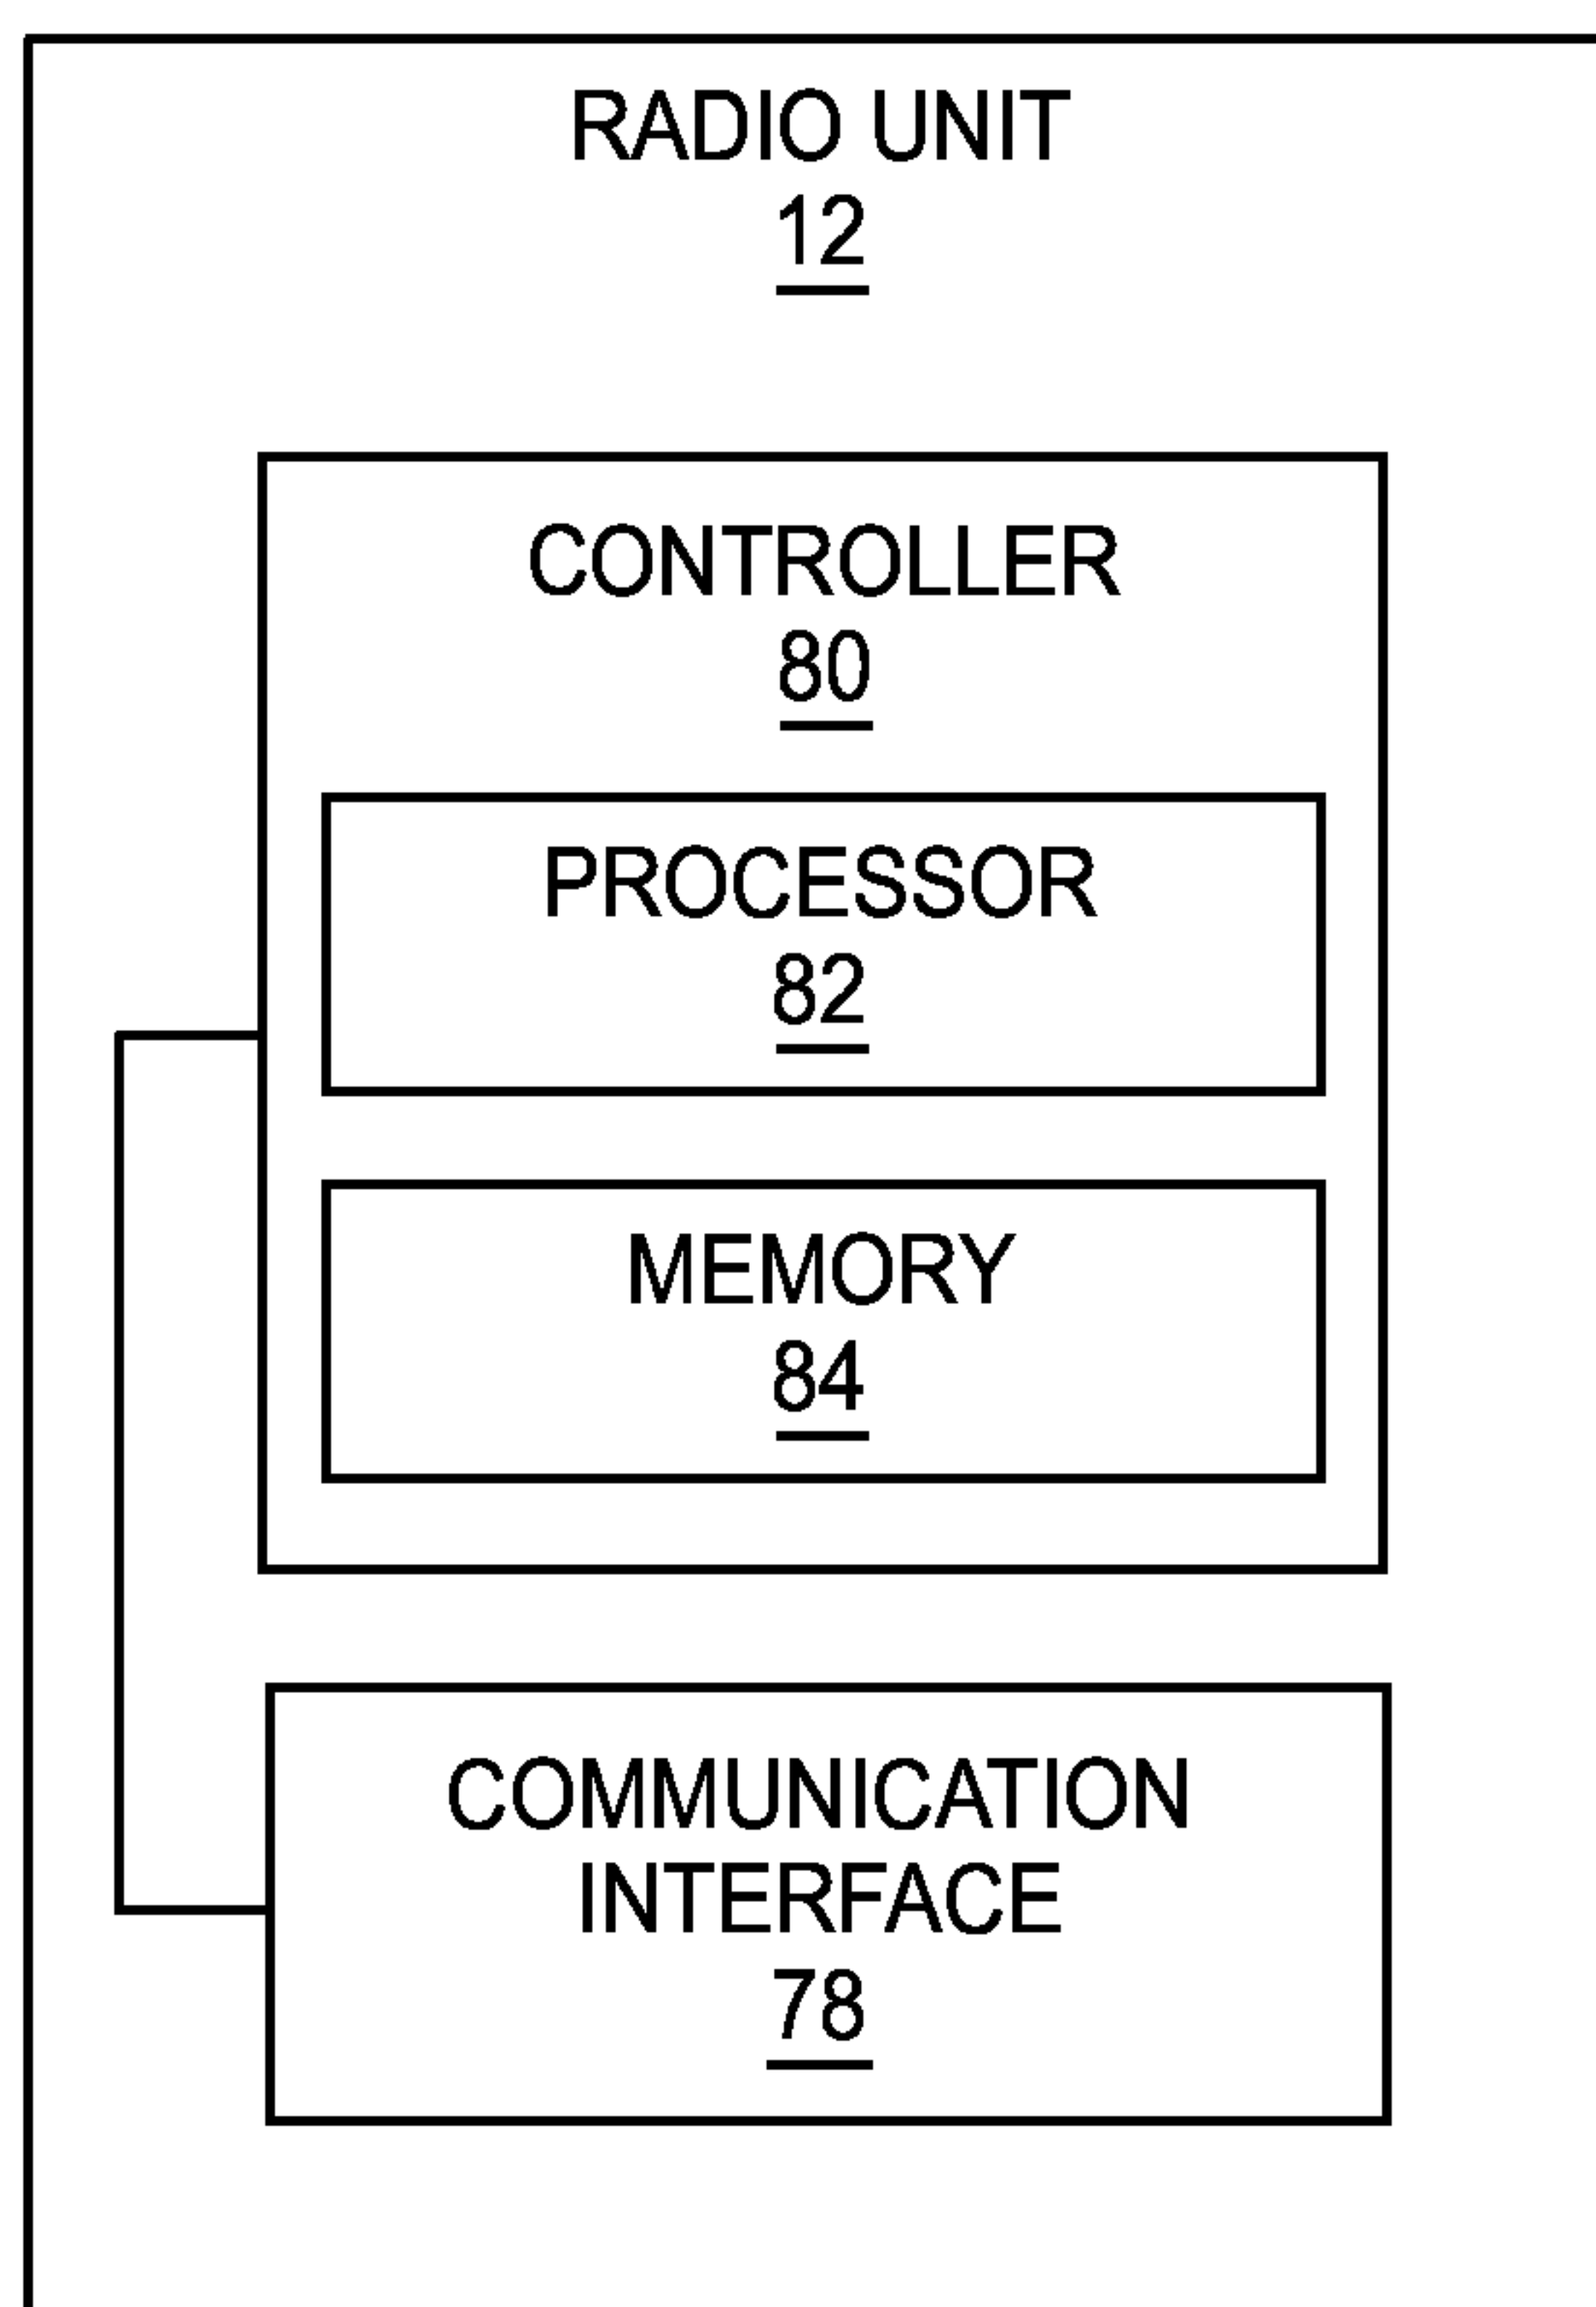 RADIO UNIT
12
CONTROLLER
80
PROCESSOR
82
MEMORY
84
COMMUNICATION
INTERFACE
78